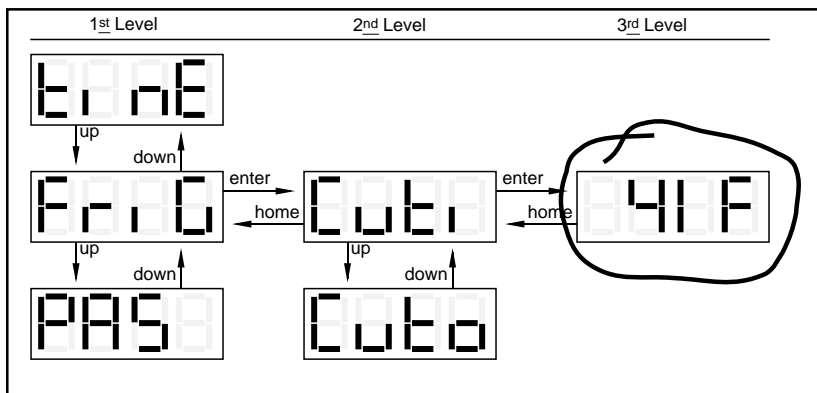 1st Level 2nd Level 3rd Level
tinE
up
down
FriG enter Cuti enter 41F
home home
up down up down
PAS Cuto